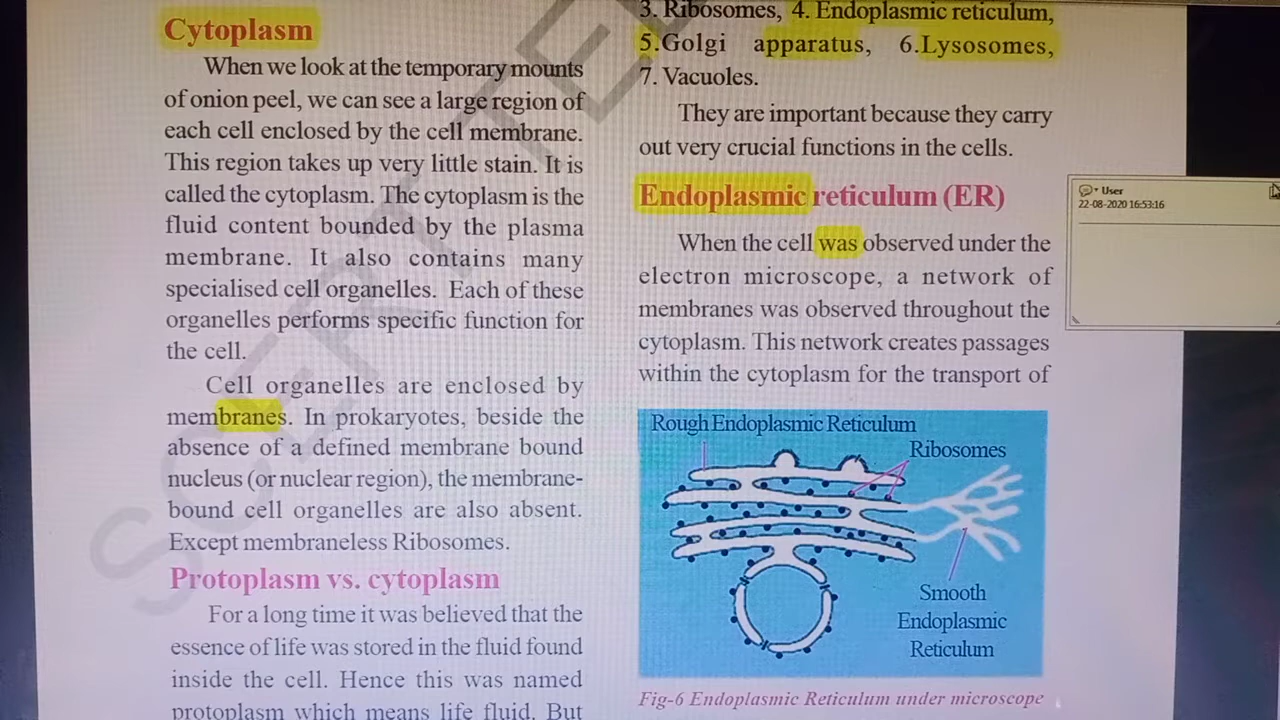 Cytoplasm
When we look at the temporary mounts
of onion peel, we can see a large region of
each cell enclosed by the cell membrane.
This region takes up very little stain. It is
called the cytoplasm. The cytoplasm is the
fluid content bounded by the plasma
membrane. It also contains many
specialised cell organelles. Each of these
organelles performs specific function for
the cell.
Cell organelles are enclosed by
membranes. In prokaryotes, beside the
absence of a defined membrane bound
nucleus (or nuclear region), the membrane-
bound cell organelles are also absent.
Except membraneless Ribosomes.
Protoplasm vs. cytoplasm
For a long time it was believed that the
essence of life was stored in the fluid found
inside the cell. Hence this was named
protoplasm which means life fluid. But
3. Ribosomes, 4. Endoplasmic reticulum,
5.Golgi apparatus, 6.Lysosomes,
7. Vacuoles.
They are important because they carry
out very crucial functions in the cells.
Endoplasmic reticulum (ER)
When the cell was observed under the
electron microscope, a network of
membranes was observed throughout the
cytoplasm. This network creates passages
within the cytoplasm for the transport of
Rough Endoplasmic Reticulum
Ribosomes
Smooth
Endoplasmic
Reticulum
Fig-6 Endoplasmic Reticulum under microscope
User
22-08-2020 16:53:16